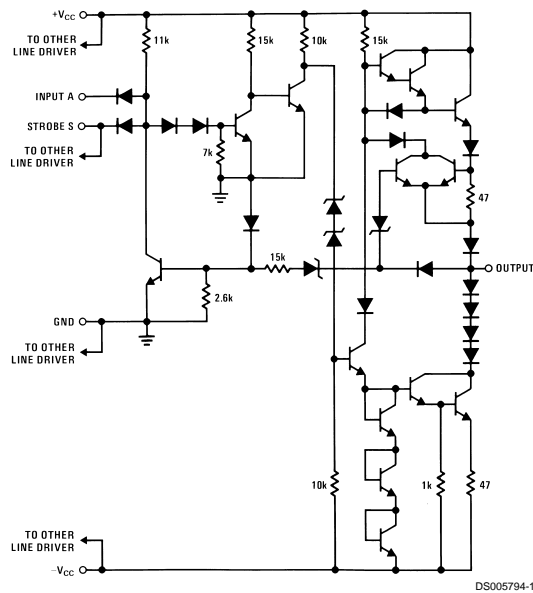 +VCC
TO OTHER
LINE DRIVER
11k
15k
10k
15k
INPUT A
STROBE S
TO OTHER
LINE DRIVER
7k
47
15k
OUTPUT
2.6k
GND
TO OTHER
LINE DRIVER
10k
1k
47
TO OTHER
LINE DRIVER
−VCC
DS005794-1